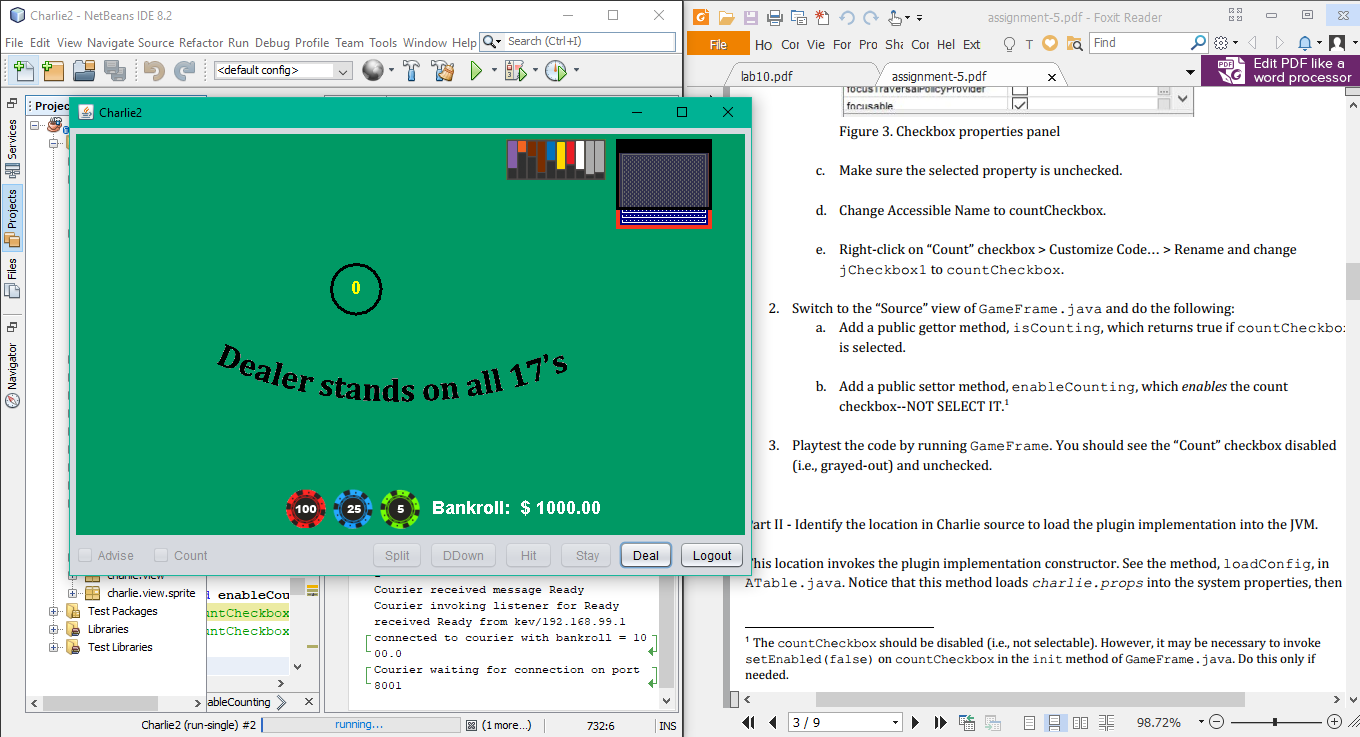 Charlie2 - NetBeans IDE 8.2
File Edit View Navigate Source Refactor Run Debug Profile Team Tools Window Help
Search (Ctrl+I)
<default config>
Projec
Services
Projects
Files
Navigator
Charlie2
0
Dealer stands on all 17's
100 25 5 Bankroll: $ 1000.00
Advise Count Split DDown Hit Stay Deal Logout
charlie.view
charlie.view.sprite
Test Packages
Libraries
Test Libraries
d enableCou
untCheckbox
untCheckbox
ableCounting
Courier received message Ready
Courier invoking listener for Ready
received Ready from kev/192.168.99.1
connected to courier with bankroll = 10
00.0
Courier waiting for connection on port
8001
Charlie2 (run-single) #2 running... (1 more...) 732:6 INS
assignment-5.pdf - Foxit Reader
File Ho Cor Vie For Pro Sha Cor Hel Ext
Find
lab10.pdf
assignment-5.pdf
PDF
Edit PDF like a
word processor
focusTraversalPolicyProvider
focusable
Figure 3. Checkbox properties panel
c. Make sure the selected property is unchecked.
d. Change Accessible Name to countCheckbox.
e. Right-click on “Count” checkbox > Customize Code… > Rename and change
jCheckbox1 to countCheckbox.
2. Switch to the “Source” view of GameFrame.java and do the following:
a. Add a public gettor method, isCounting, which returns true if countCheckbox
is selected.
b. Add a public settor method, enableCounting, which enables the count
checkbox--NOT SELECT IT.1
3. Playtest the code by running GameFrame. You should see the “Count” checkbox disabled
(i.e., grayed-out) and unchecked.
Part II - Identify the location in Charlie source to load the plugin implementation into the JVM.
This location invokes the plugin implementation constructor. See the method, loadConfig, in
ATable.java. Notice that this method loads charlie.props into the system properties, then
1 The countCheckbox should be disabled (i.e., not selectable). However, it may be necessary to invoke
setEnabled(false) on countCheckbox in the init method of GameFrame.java. Do this only if
needed.
3 / 9
98.72%